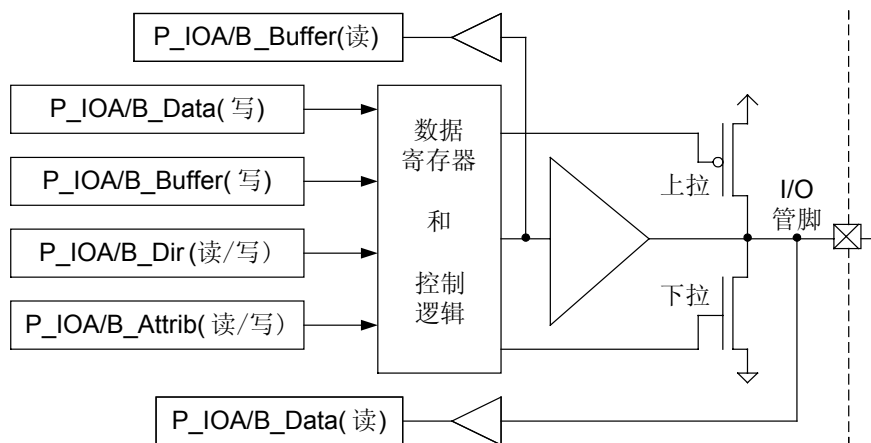 P_IOA/B_Buffer(读)
P_IOA/B_Data(写)
P_IOA/B_Buffer(写)
P_IOA/B_Dir(读/写)
P_IOA/B_Attrib(读/写)
数据
寄存器
和
控制
逻辑
上拉
下拉
I/O
管脚
P_IOA/B_Data(读)